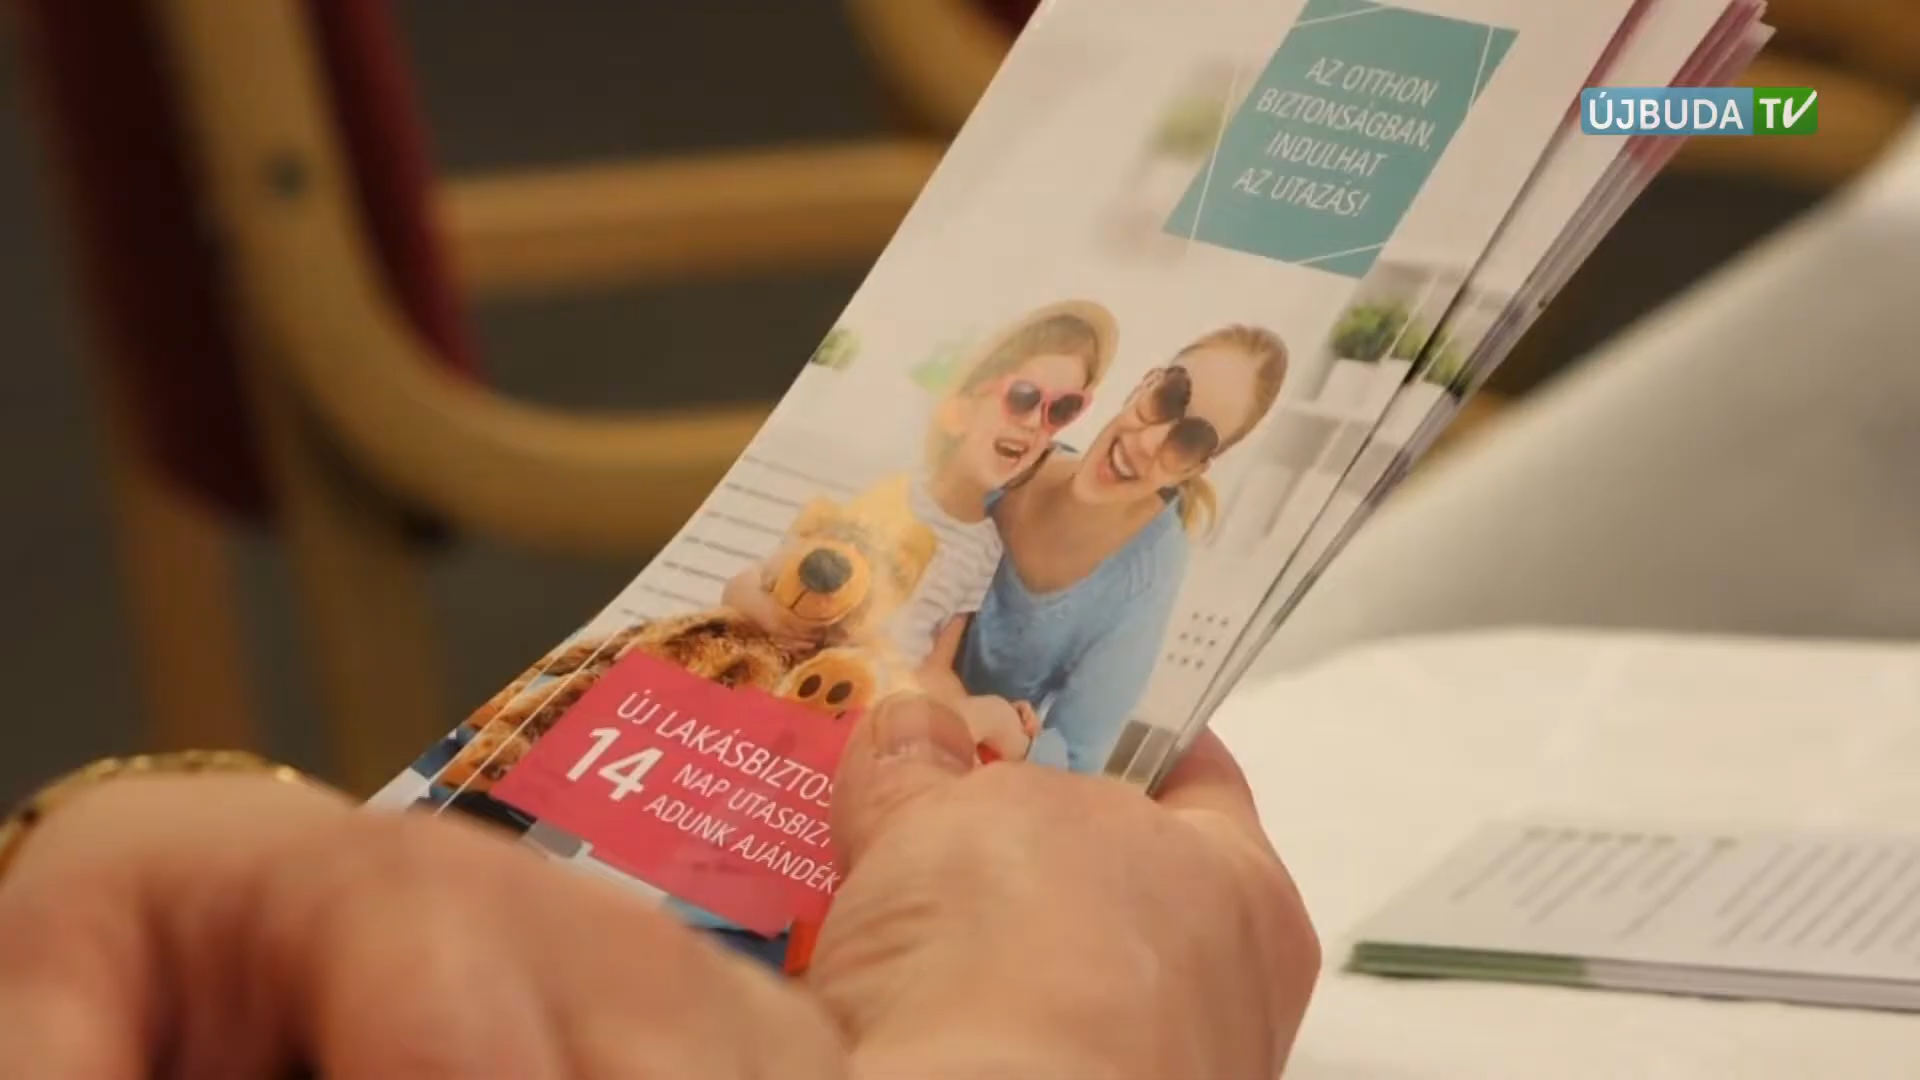 AZ OTTHON
BIZTONSÁGBAN,
INDULHAT
AZ UTAZÁS!
ÚJBUDA TV
ÚJ LAKÁSBIZTOS
14 NAP UTASBIZT
ADUNK AJÁNDÉK